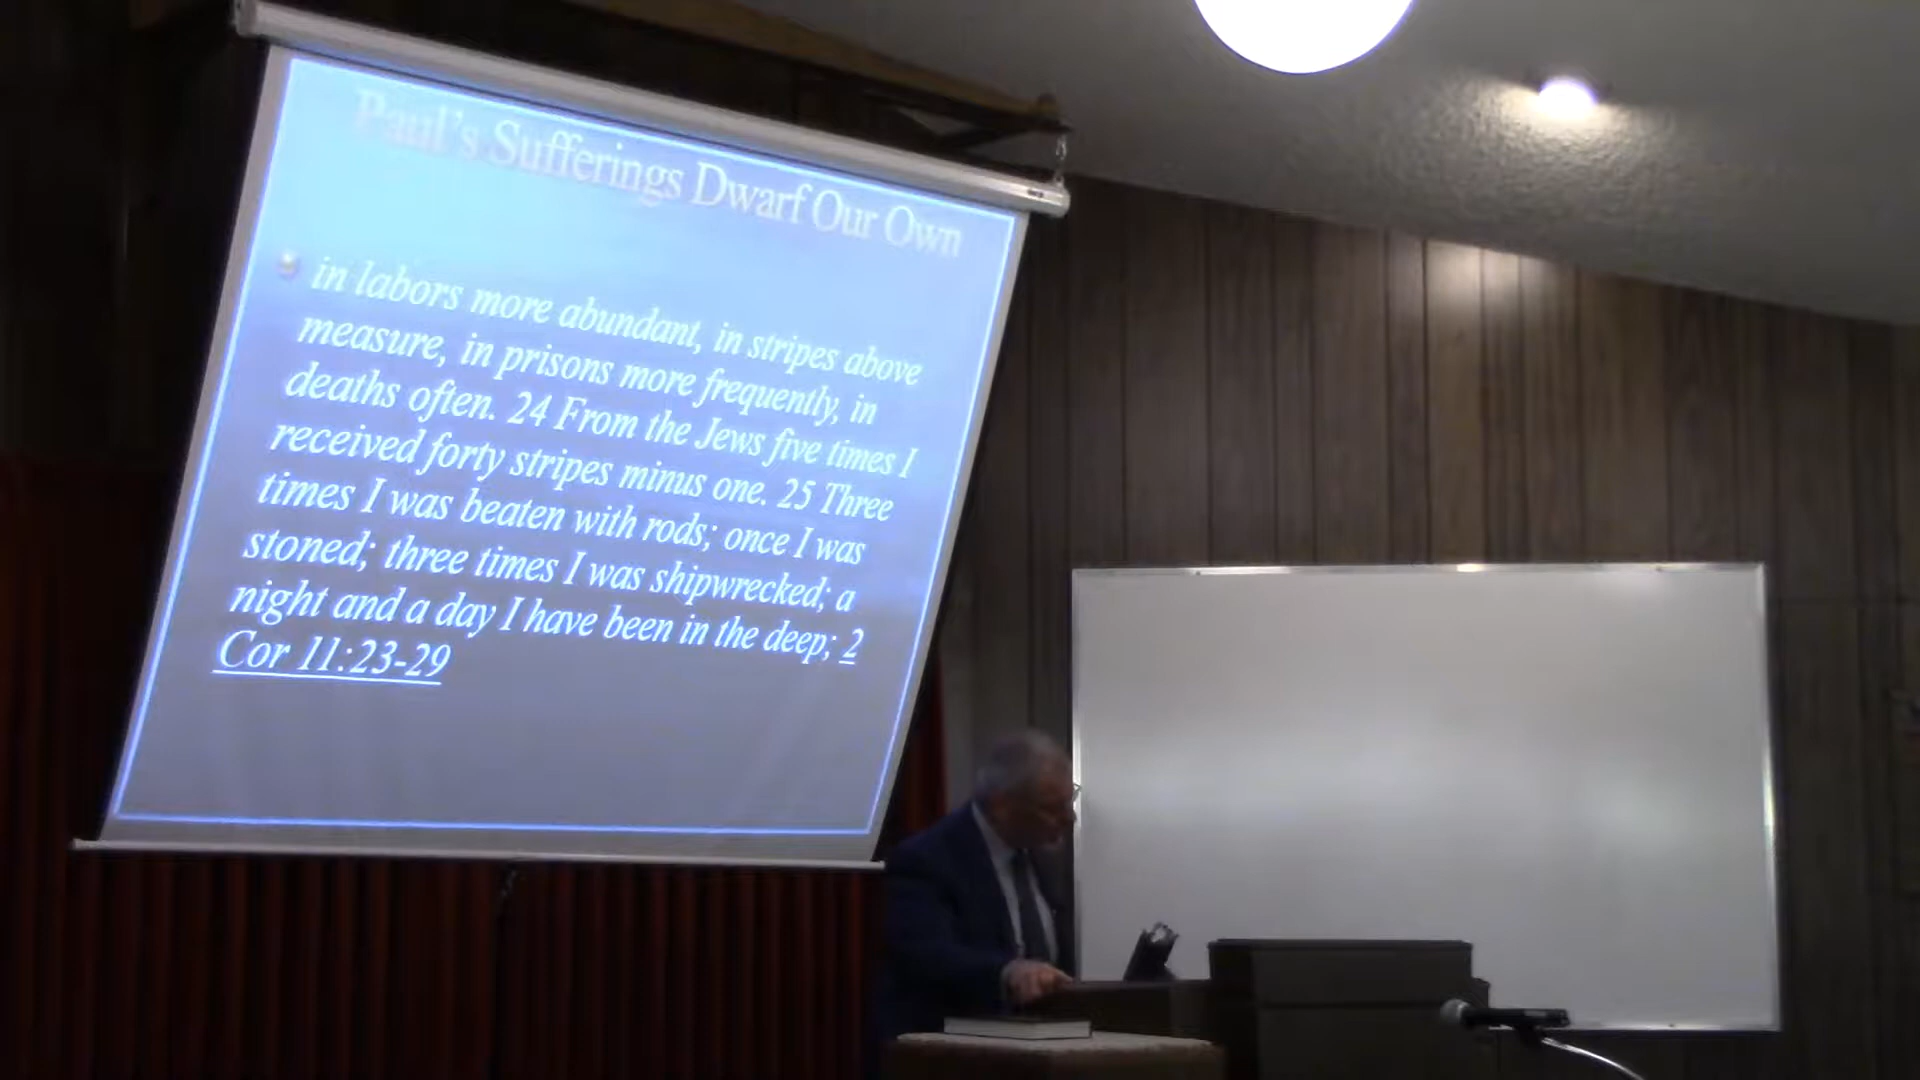 Paul's Sufferings Dwarf Our Own
in labors more abundant, in stripes above
measure, in prisons more frequently, in
deaths often. 24 From the Jews five times I
received forty stripes minus one. 25 Three
times I was beaten with rods; once I was
stoned; three times I was shipwrecked; a
night and a day I have been in the deep; 2
Cor 11:23-29